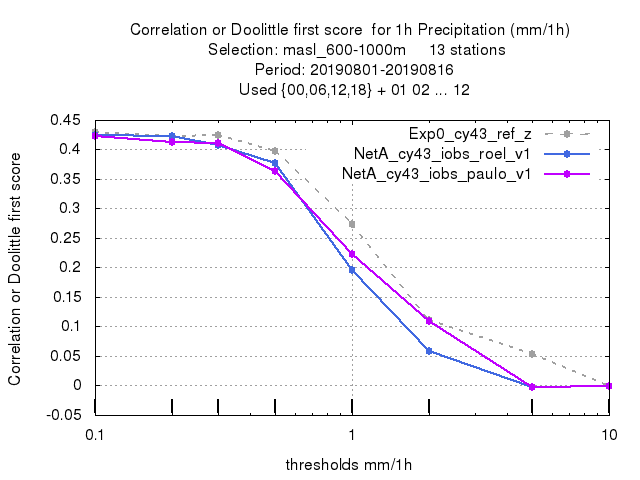 Correlation or Doolittle first score  for 1h Precipitation (mm/1h)
Selection: masl_600-1000m     13 stations
Period: 20190801-20190816
Used {00,06,12,18} + 01 02 ... 12
Exp0_cy43_ref_z
NetA_cy43_iobs_roel_v1
NetA_cy43_iobs_paulo_v1
Correlation or Doolittle first score
0.45
0.4
0.35
0.3
0.25
0.2
0.15
0.1
0.05
0
-0.05
0.1
1
10
thresholds mm/1h